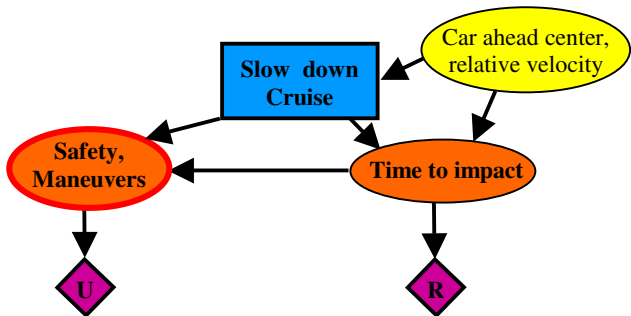 Car ahead center,
relative velocity
Slow down
Cruise
Safety,
Maneuvers
Time to impact
U
R